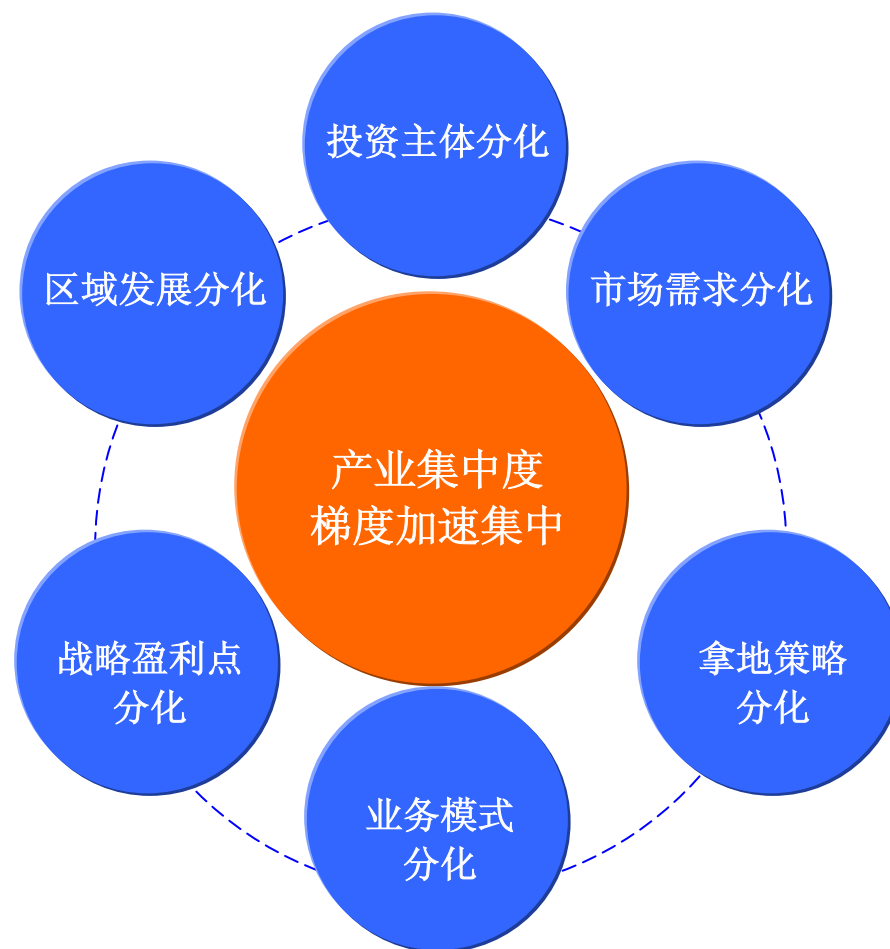 投资主体分化
区域发展分化
市场需求分化
产业集中度
梯度加速集中
战略盈利点
分化
拿地策略
分化
业务模式
分化